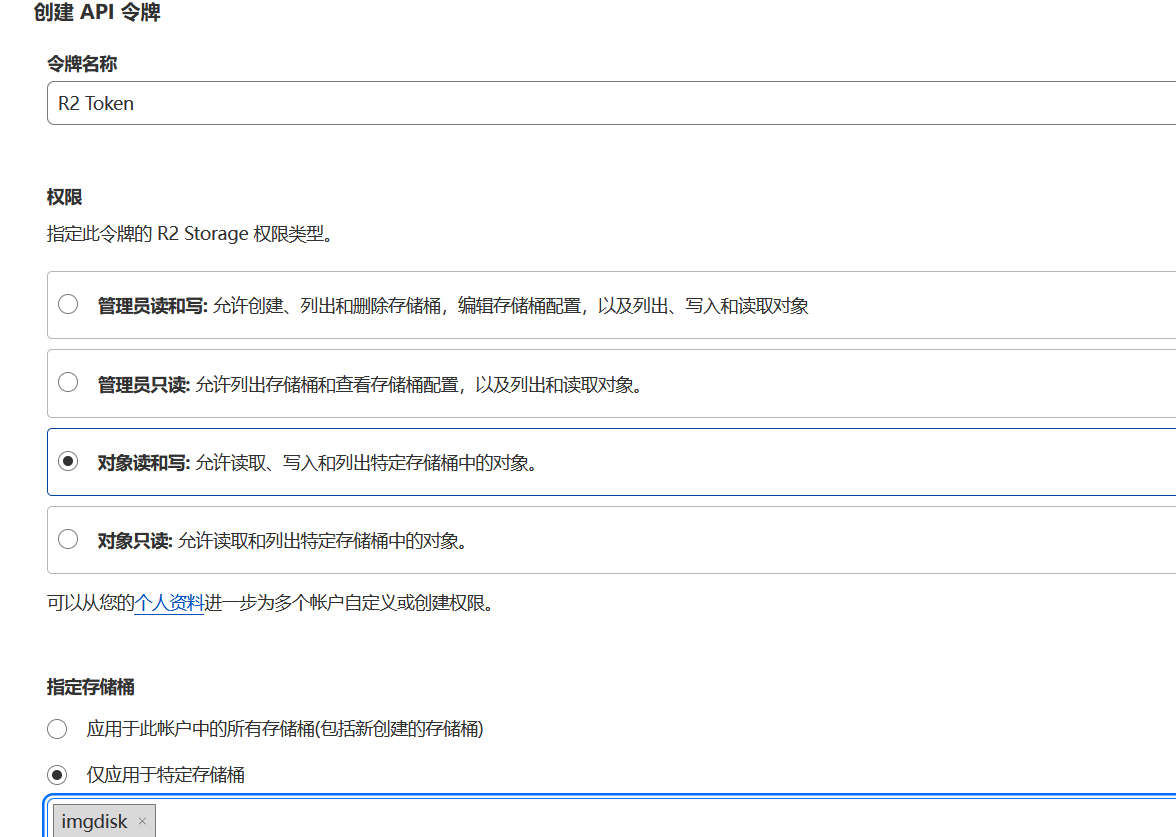 创建 API 令牌
令牌名称
R2 Token
权限
指定此令牌的 R2 Storage 权限类型。
管理员读和写: 允许创建、列出和删除存储桶，编辑存储桶配置，以及列出、写入和读取对象
管理员只读: 允许列出存储桶和查看存储桶配置，以及列出和读取对象。
对象读和写: 允许读取、写入和列出特定存储桶中的对象。
对象只读: 允许读取和列出特定存储桶中的对象。
可以从您的个人资料进一步为多个帐户自定义或创建权限。
指定存储桶
应用于此帐户中的所有存储桶(包括新创建的存储桶)
仅应用于特定存储桶
imgdisk ×